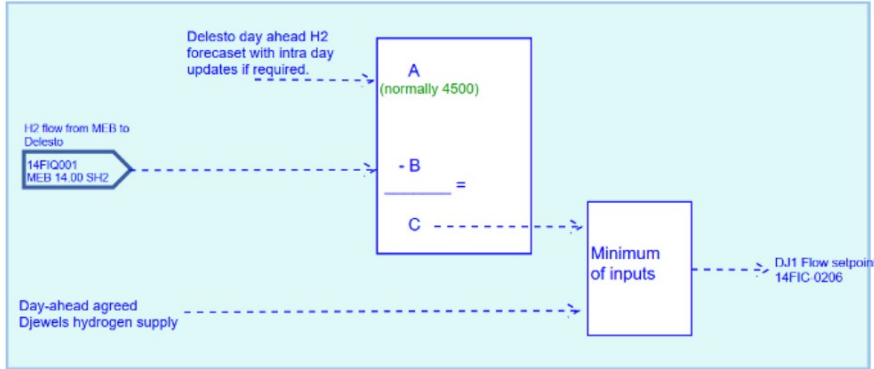 Delesto day ahead H2
forecaset with intra day
updates if required.
A
(normally 4500)
H2 flow from MEB to
Delesto
14FIQ001
MEB 14.00 SH2
- B
=
C
Minimum
of inputs
DJ1 Flow setpoin
14FIC-0206
Day-ahead agreed
Djewels hydrogen supply